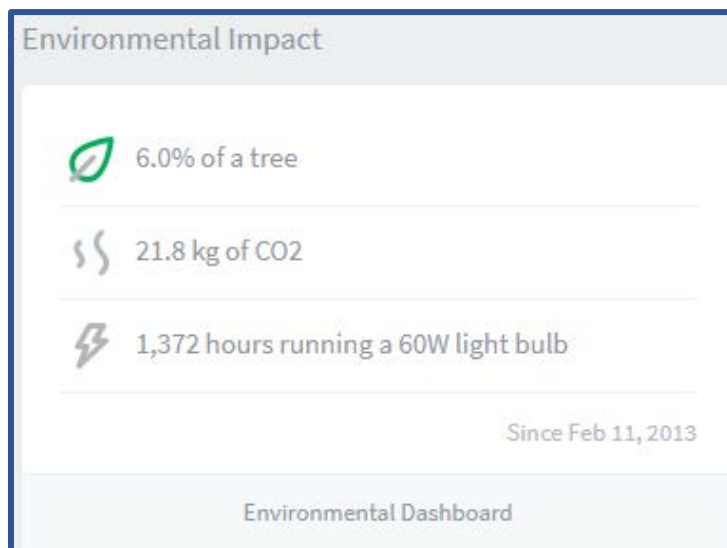 Environmental Impact
6.0% of a tree
21.8 kg of CO2
1,372 hours running a 60W light bulb
Since Feb 11, 2013
Environmental Dashboard